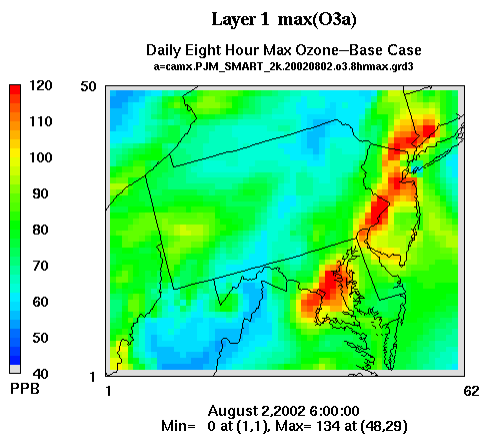 Layer 1 max(O3a)
Daily Eight Hour Max Ozone−Base Case
a=camx.PJM_SMART_2k.20020802.o3.8hrmax.grd3
120
110
100
90
80
70
60
50
40
PPB
50
1
1
62
August 2,2002 6:00:00
Min= 0 at (1,1), Max= 134 at (48,29)